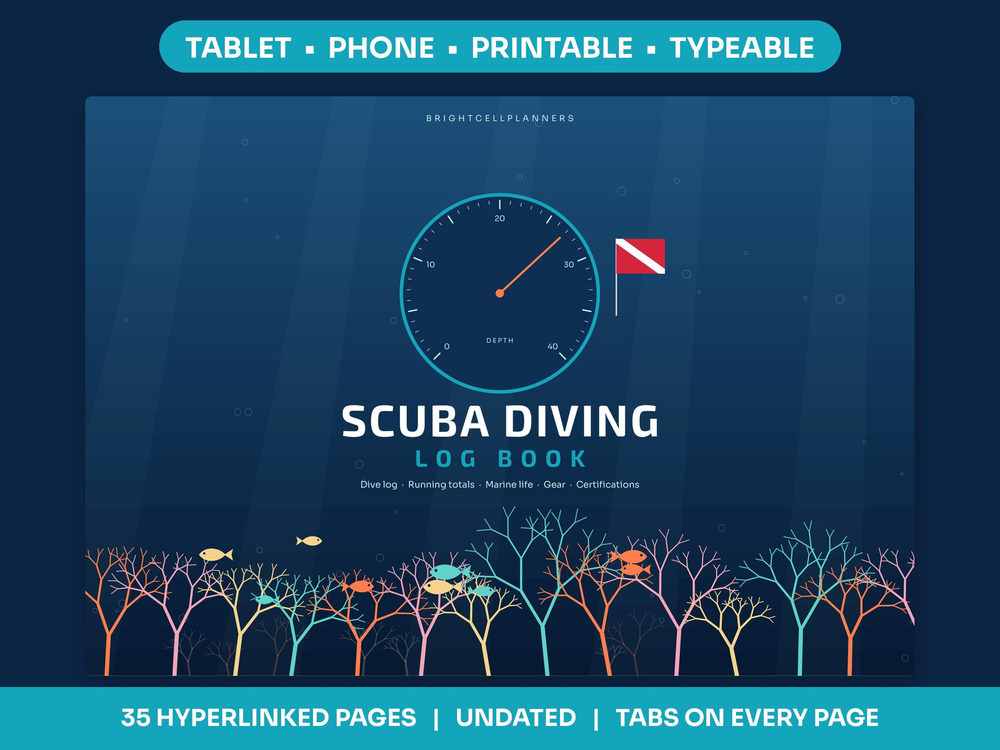 TABLET ▪ PHONE ▪ PRINTABLE ▪ TYPEABLE
BRIGHTCELLPLANNERS
20
10
30
DEPTH
0
40
SCUBA DIVING
LOG BOOK
Dive log · Running totals · Marine life · Gear · Certifications
35 HYPERLINKED PAGES | UNDATED | TABS ON EVERY PAGE